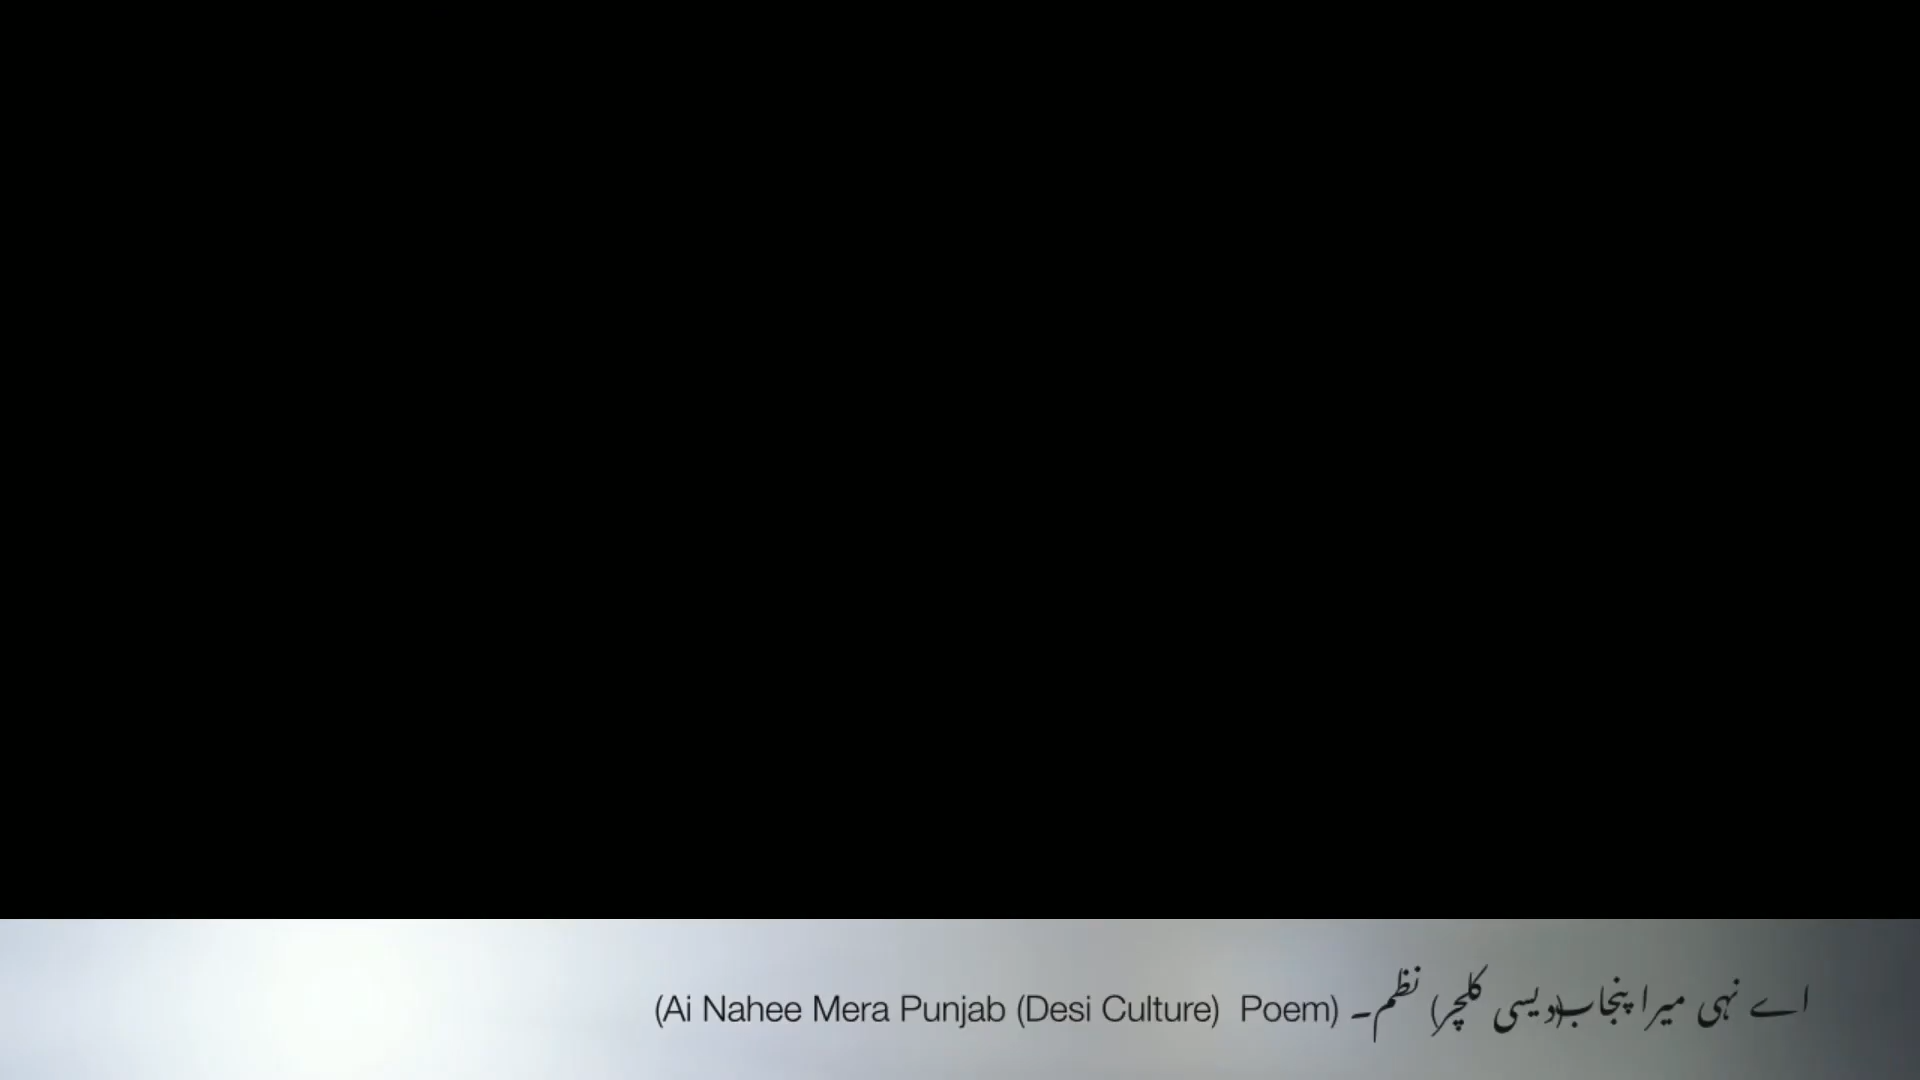 اے نہی میرا پنجاب(دیسی کلچر) نظم۔ (Ai Nahee Mera Punjab (Desi Culture)  Poem)